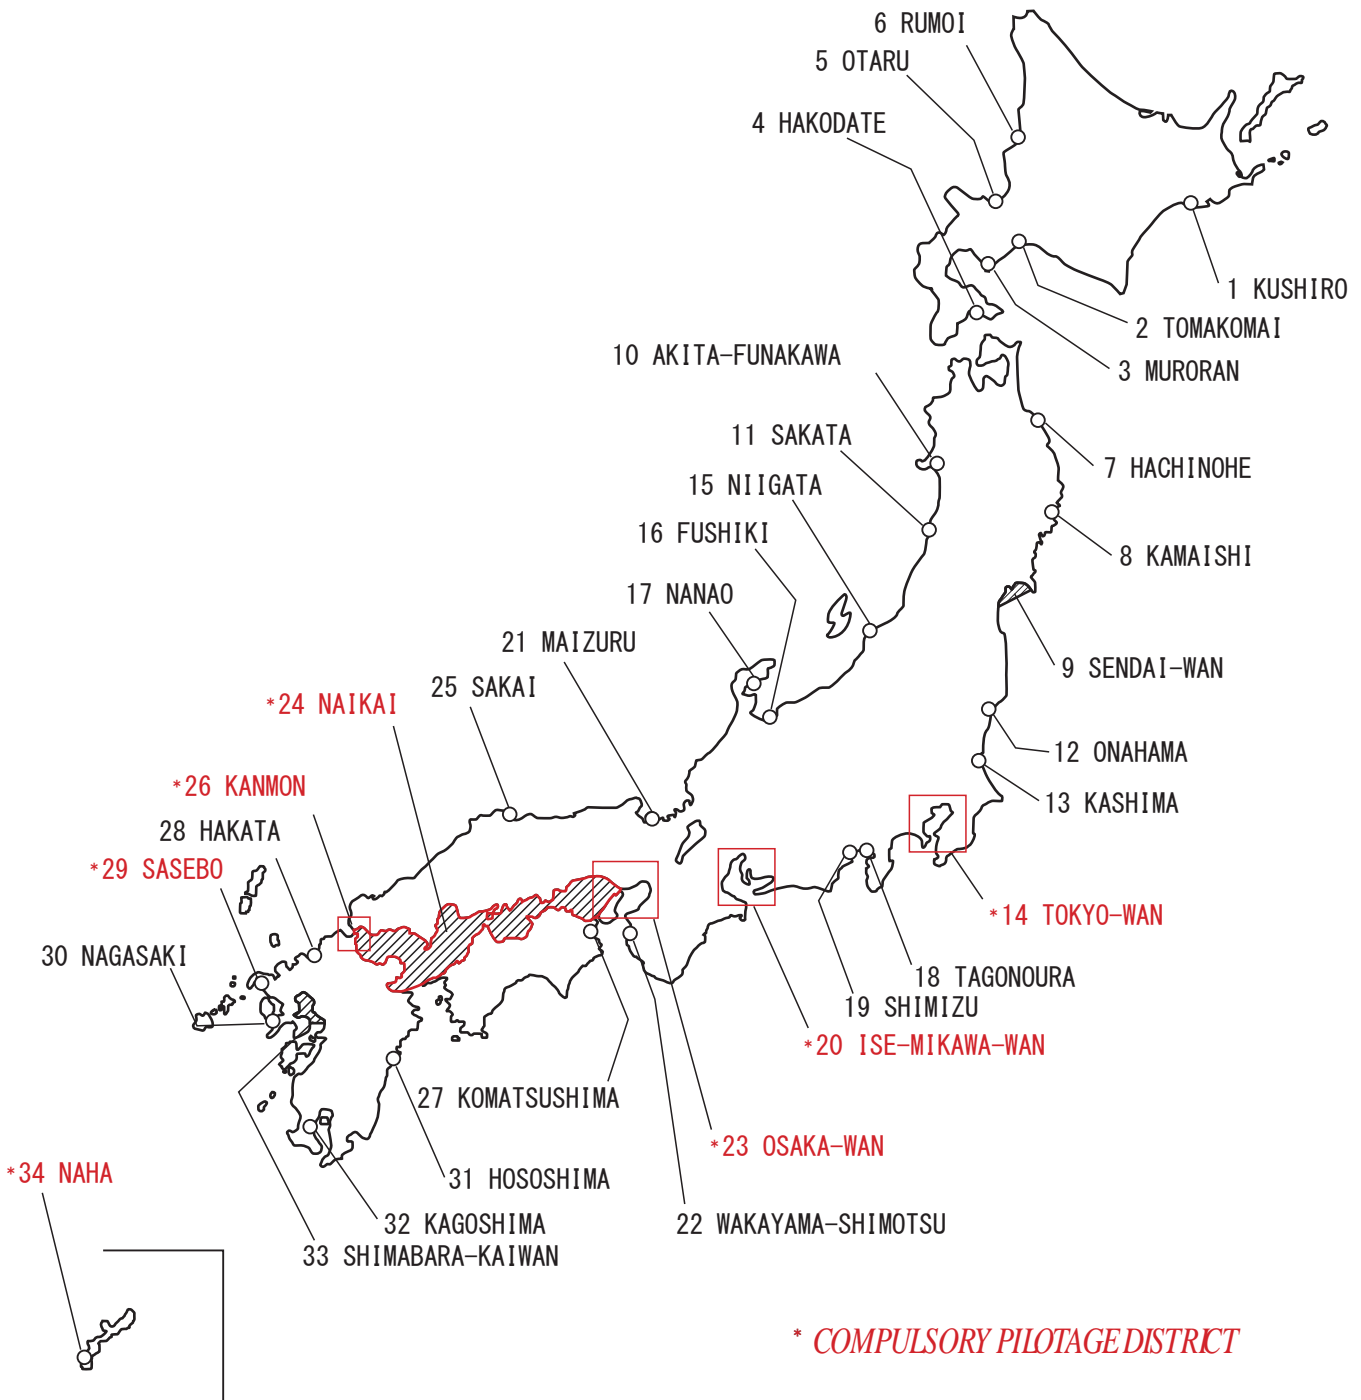 6 RUMOI
5 OTARU
4 HAKODATE
1 KUSHIRO
2 TOMAKOMAI
10 AKITA-FUNAKAWA
3 MURORAN
11 SAKATA
7 HACHINOHE
15 NIIGATA
16 FUSHIKI
8 KAMAISHI
17 NANAO
21 MAIZURU
9 SENDAI-WAN
25 SAKAI
*24 NAIKAI
12 ONAHAMA
*26 KANMON
13 KASHIMA
28 HAKATA
*29 SASEBO
*14 TOKYO-WAN
30 NAGASAKI
18 TAGONOURA
19 SHIMIZU
*20 ISE-MIKAWA-WAN
27 KOMATSUSHIMA
*23 OSAKA-WAN
*34 NAHA
31 HOSOSHIMA
32 KAGOSHIMA
22 WAKAYAMA-SHIMOTSU
33 SHIMABARA-KAIWAN
* COMPULSORY PILOTAGE DISTRICT